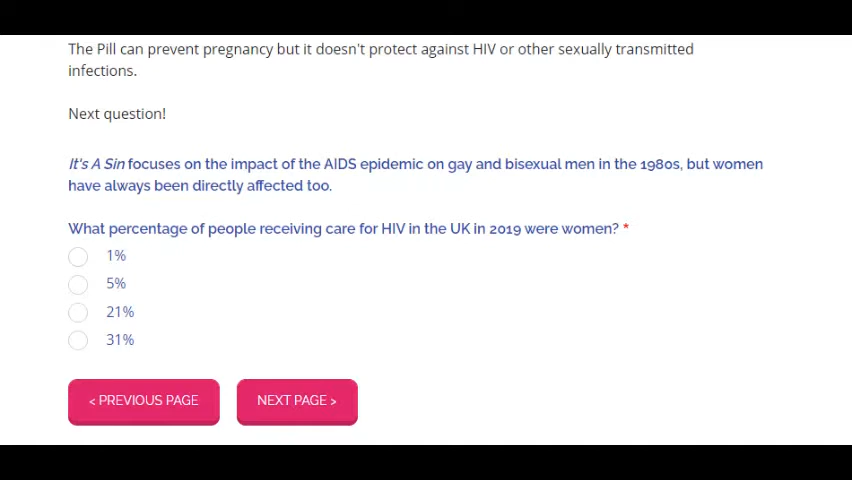 The Pill can prevent pregnancy but it doesn't protect against HIV or other sexually transmitted
infections.
Next question!
It's A Sin focuses on the impact of the AIDS epidemic on gay and bisexual men in the 1980s, but women
have always been directly affected too.
What percentage of people receiving care for HIV in the UK in 2019 were women? *
1%
5%
21%
31%
< PREVIOUS PAGE
NEXT PAGE >